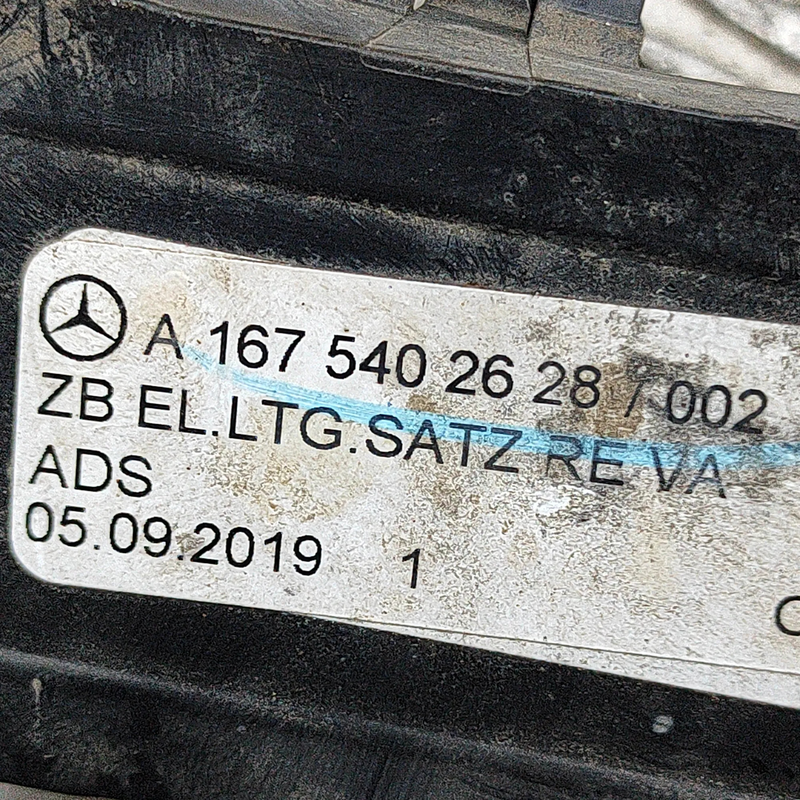 A 167 540 26 28 / 002
ZB EL.LTG.SATZ RE VA
ADS
05.09.2019 1